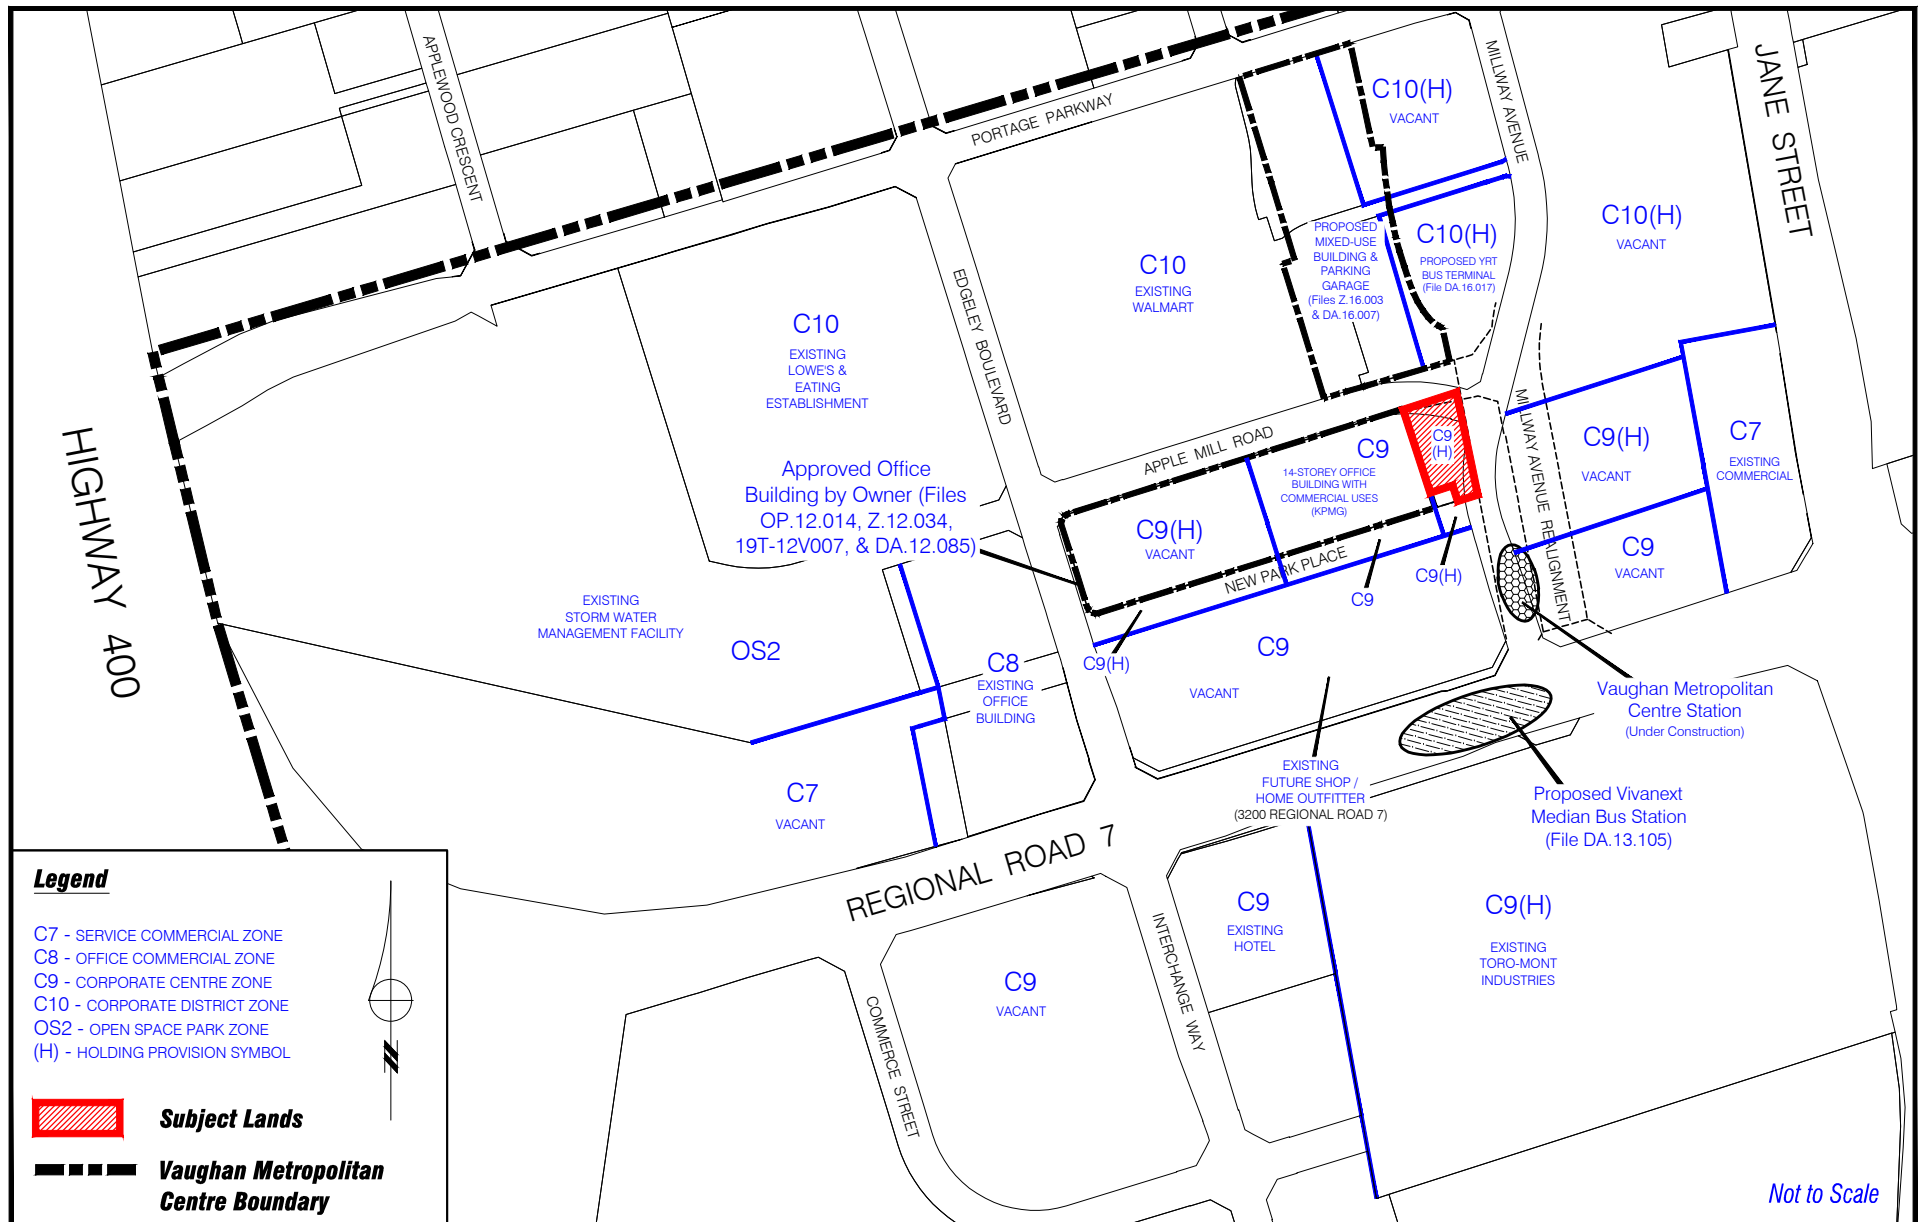 APPLEWOOD CRESCENT
PORTAGE PARKWAY
MILLWAY AVENUE
JANE STREET
C10(H)
VACANT
C10(H)
VACANT
PROPOSED
MIXED-USE
BUILDING &
PARKING
GARAGE
(Files Z.16.003
& DA.16.007)
C10(H)
PROPOSED YRT
BUS TERMINAL
(File DA.16.017)
C10
EXISTING
WALMART
EDGELEY BOULEVARD
C10
EXISTING
LOWE'S &
EATING
ESTABLISHMENT
HIGHWAY 400
Approved Office
Building by Owner (Files
OP.12.014, Z.12.034,
19T-12V007, & DA.12.085)
APPLE MILL ROAD
C9
14-STOREY OFFICE
BUILDING WITH
COMMERCIAL USES
(KPMG)
C9
(H)
MILLWAY AVENUE REALIGNMENT
C9(H)
VACANT
C7
EXISTING
COMMERCIAL
C9(H)
VACANT
NEW PARK PLACE
C9
C9(H)
C9
VACANT
C9(H)
C9
VACANT
EXISTING
STORM WATER
MANAGEMENT FACILITY
OS2
C8
EXISTING
OFFICE
BUILDING
Vaughan Metropolitan
Centre Station
(Under Construction)
C7
VACANT
EXISTING
FUTURE SHOP /
HOME OUTFITTER
(3200 REGIONAL ROAD 7)
Proposed Vivanext
Median Bus Station
(File DA.13.105)
REGIONAL ROAD 7
C9
EXISTING
HOTEL
C9(H)
EXISTING
TORO-MONT
INDUSTRIES
INTERCHANGE WAY
C9
VACANT
COMMERCE STREET
Legend
C7 - SERVICE COMMERCIAL ZONE
C8 - OFFICE COMMERCIAL ZONE
C9 - CORPORATE CENTRE ZONE
C10 - CORPORATE DISTRICT ZONE
OS2 - OPEN SPACE PARK ZONE
(H) - HOLDING PROVISION SYMBOL
Subject Lands
Vaughan Metropolitan
Centre Boundary
Not to Scale